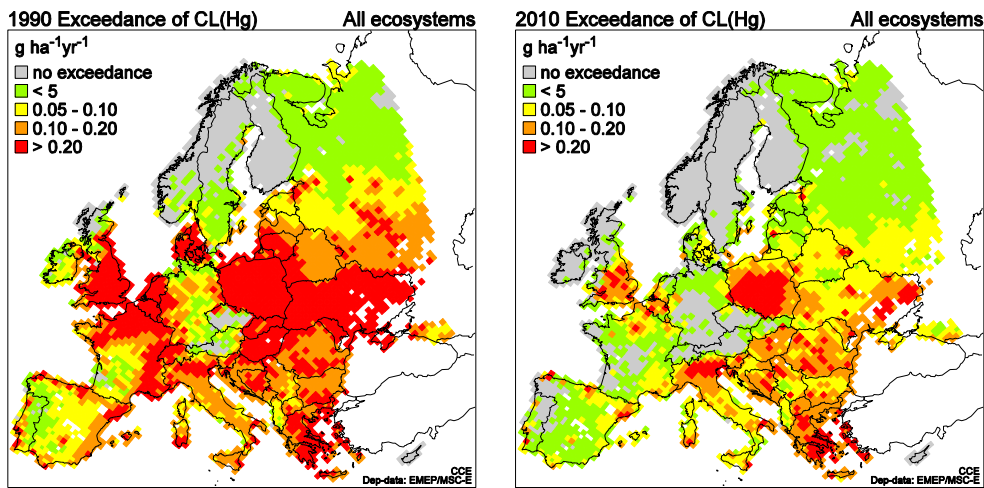 1990 Exceedance of CL(Hg) All ecosystems
g ha⁻¹yr⁻¹
no exceedance
< 5
0.05 - 0.10
0.10 - 0.20
> 0.20
CCE
Dep-data: EMEP/MSC-E
2010 Exceedance of CL(Hg) All ecosystems
g ha⁻¹yr⁻¹
no exceedance
< 5
0.05 - 0.10
0.10 - 0.20
> 0.20
CCE
Dep-data: EMEP/MSC-E